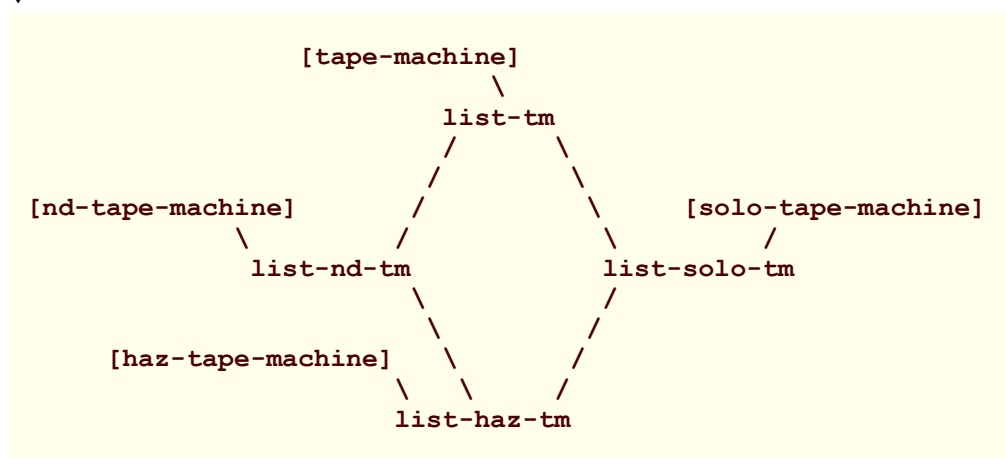 [tape-machine]
\
list-tm
/ \
/ \
/ \
[nd-tape-machine] / \ [solo-tape-machine]
\ / \ /
list-nd-tm list-solo-tm
\ /
\ /
[haz-tape-machine] \ /
\ \ /
list-haz-tm